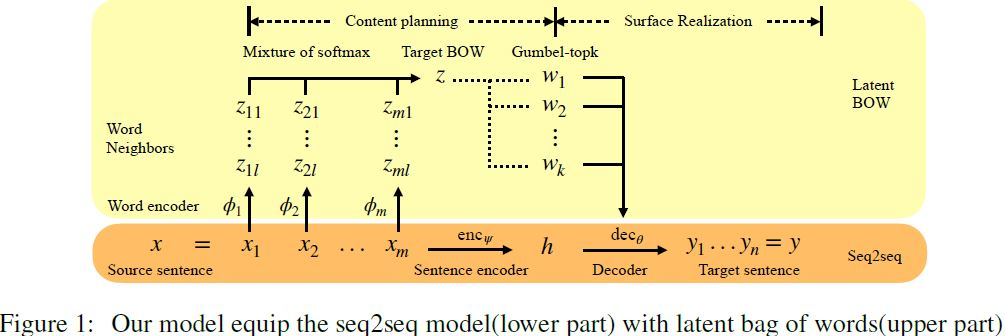 Content planning Surface Realization
Mixture of softmax Target BOW Gumbel-topk
z w₁
Latent
BOW
z₁₁ z₂₁ zₘ₁ w₂
Word
Neighbors
⋮ ⋮ ⋮ ⋮
z₁ₗ z₂ₗ zₘₗ wₖ
Word encoder ϕ₁ ϕ₂ ϕₘ
x = x₁ x₂ ... xₘ enc_ψ h dec_θ y₁ ... yₙ = y
Seq2seq
Source sentence Sentence encoder Decoder Target sentence
Figure 1: Our model equip the seq2seq model(lower part) with latent bag of words(upper part)